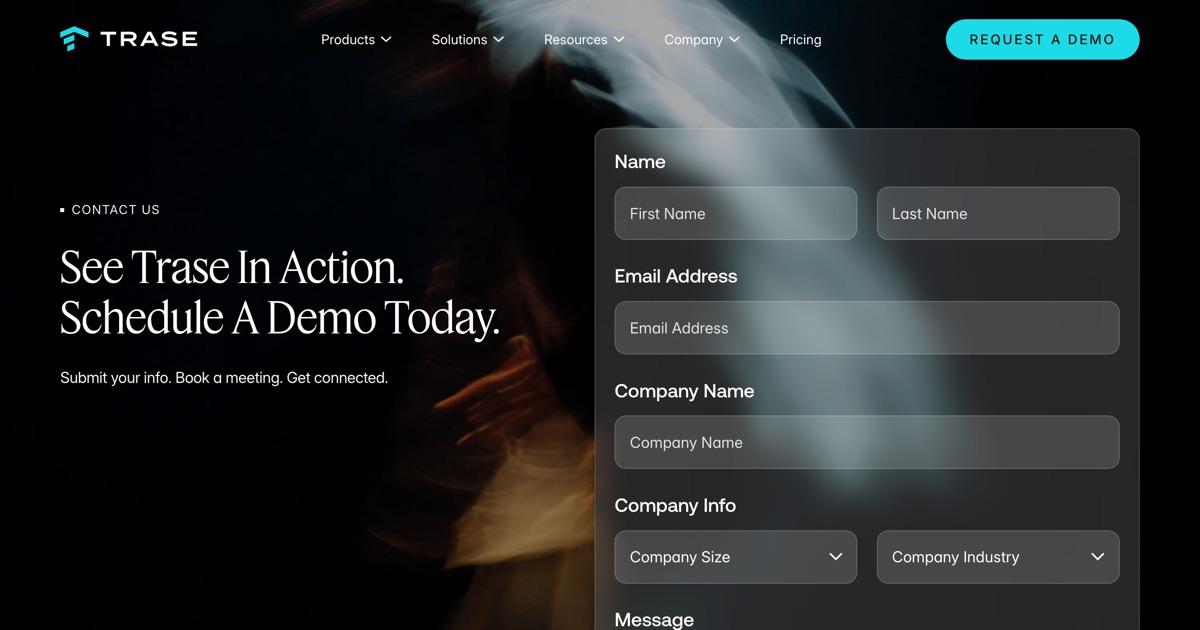 TRASE
Products
Solutions
Resources
Company
Pricing
REQUEST A DEMO
CONTACT US
See Trase In Action.
Schedule A Demo Today.
Submit your info. Book a meeting. Get connected.
Name
First Name
Last Name
Email Address
Email Address
Company Name
Company Name
Company Info
Company Size
Company Industry
Message